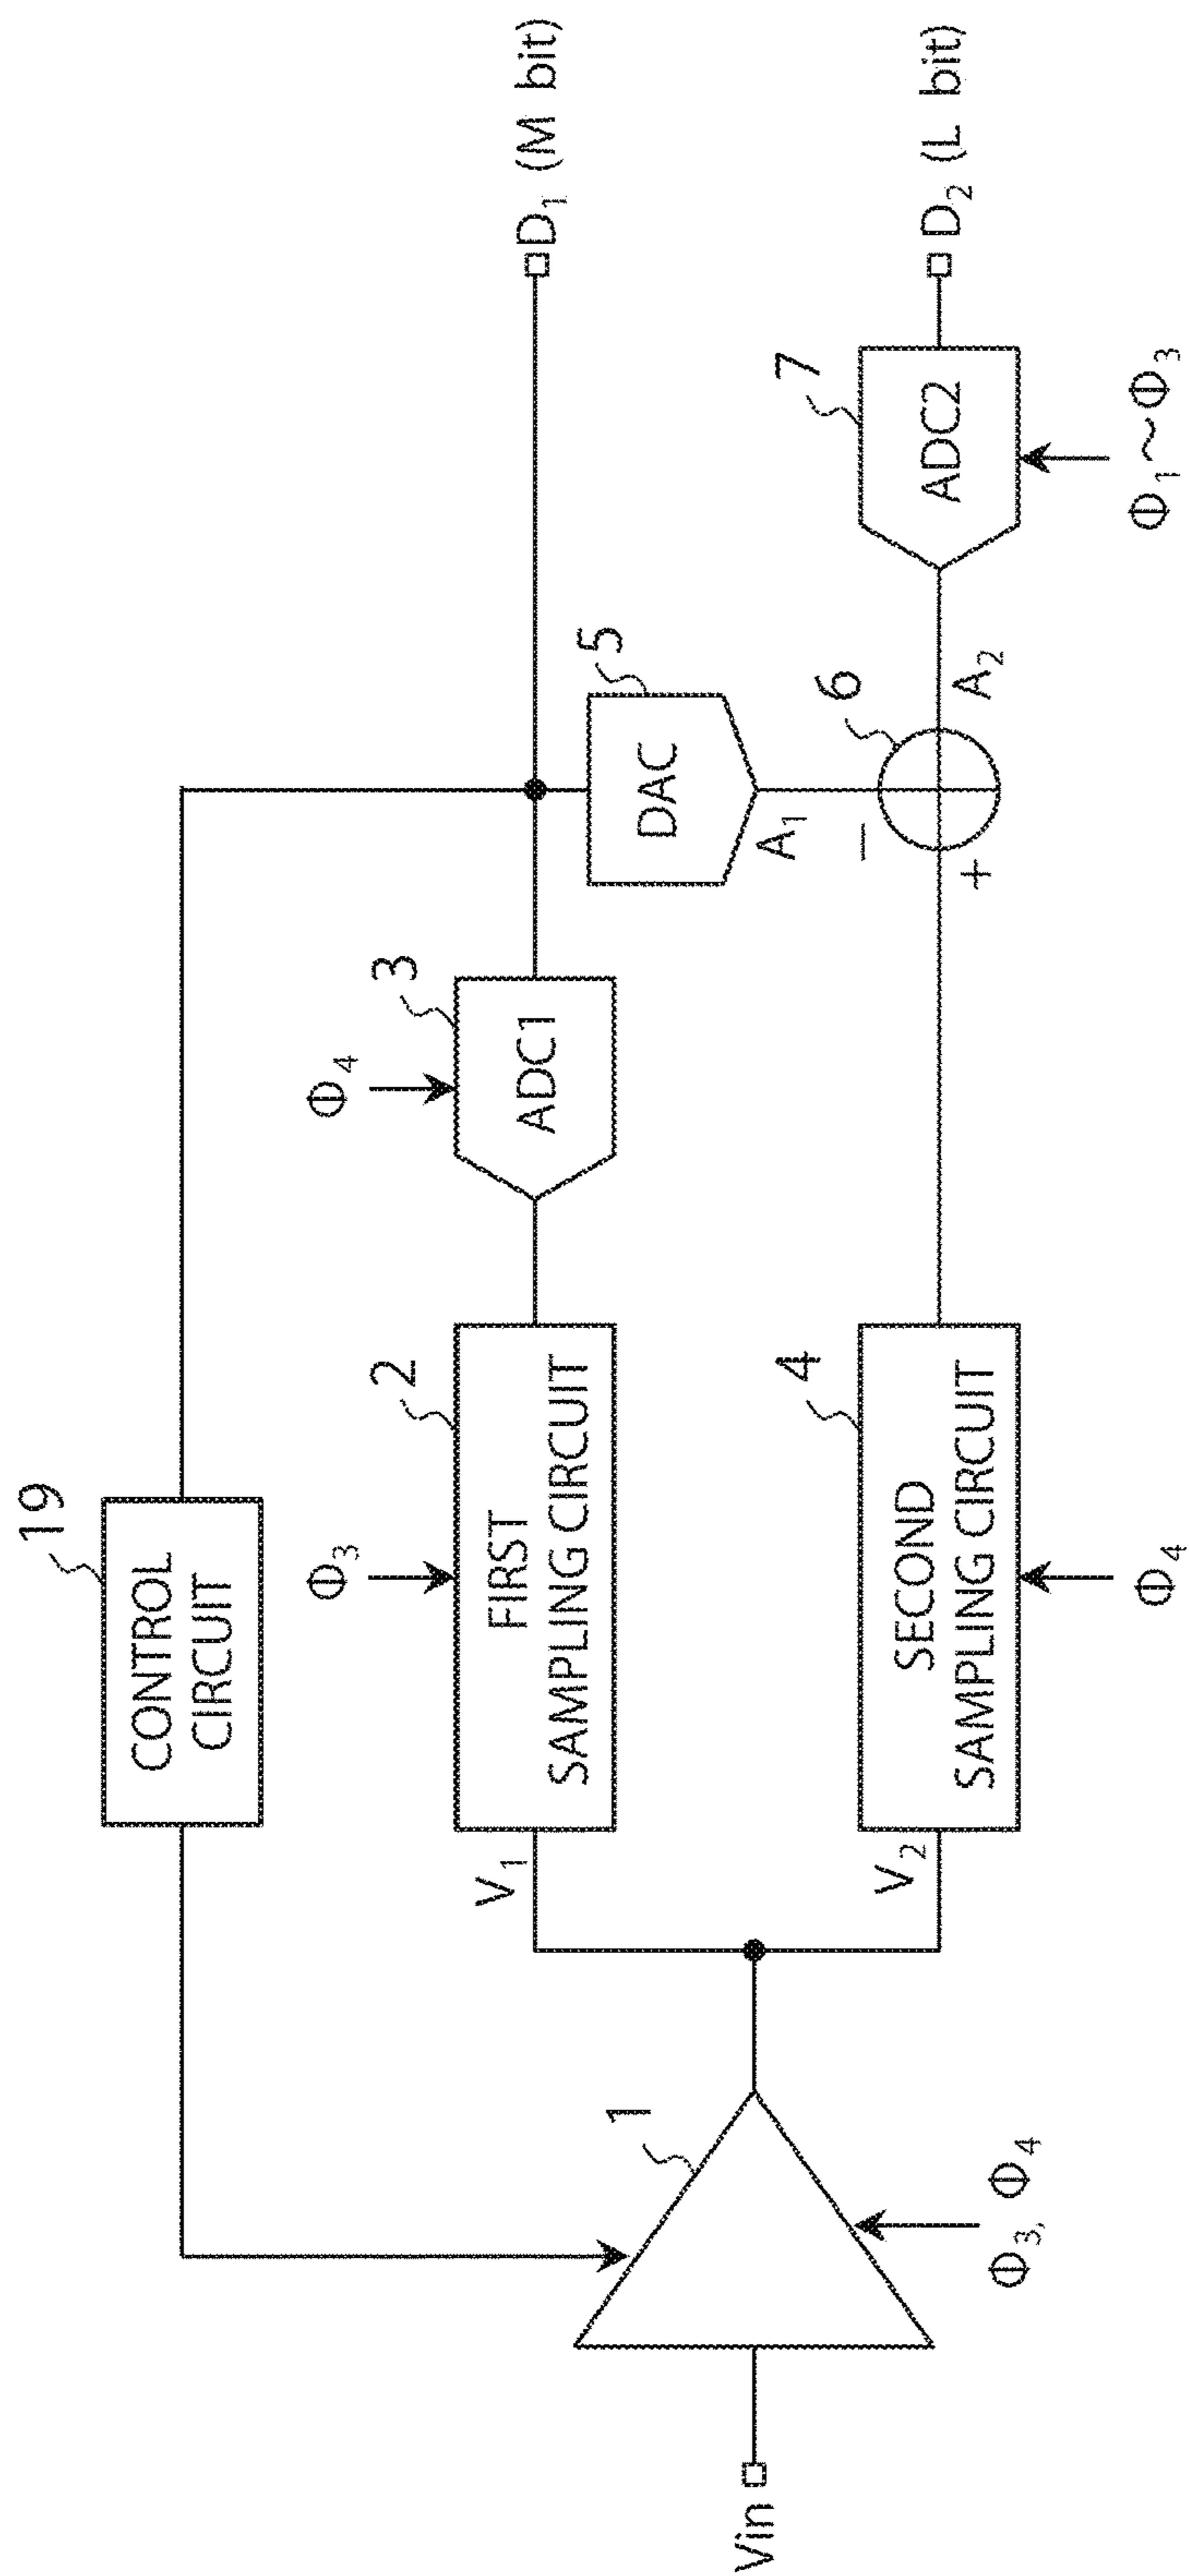 19
CONTROL
CIRCUIT
Φ3
2
FIRST
SAMPLING CIRCUIT
V1
Φ4
3
ADC1
D1 (M bit)
5
DAC
A1
Vin
1
Φ3, Φ4
V2
4
SECOND
SAMPLING CIRCUIT
Φ4
−
+
6
A2
7
ADC2
Φ1~Φ3
D2 (L bit)